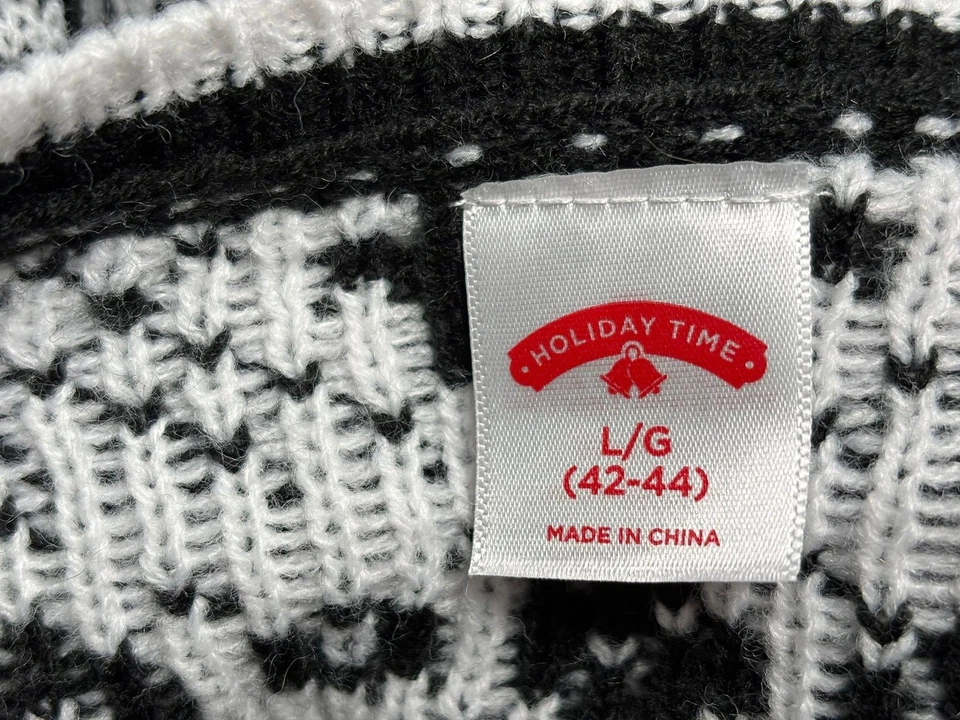 HOLIDAY TIME
L/G
(42-44)
MADE IN CHINA